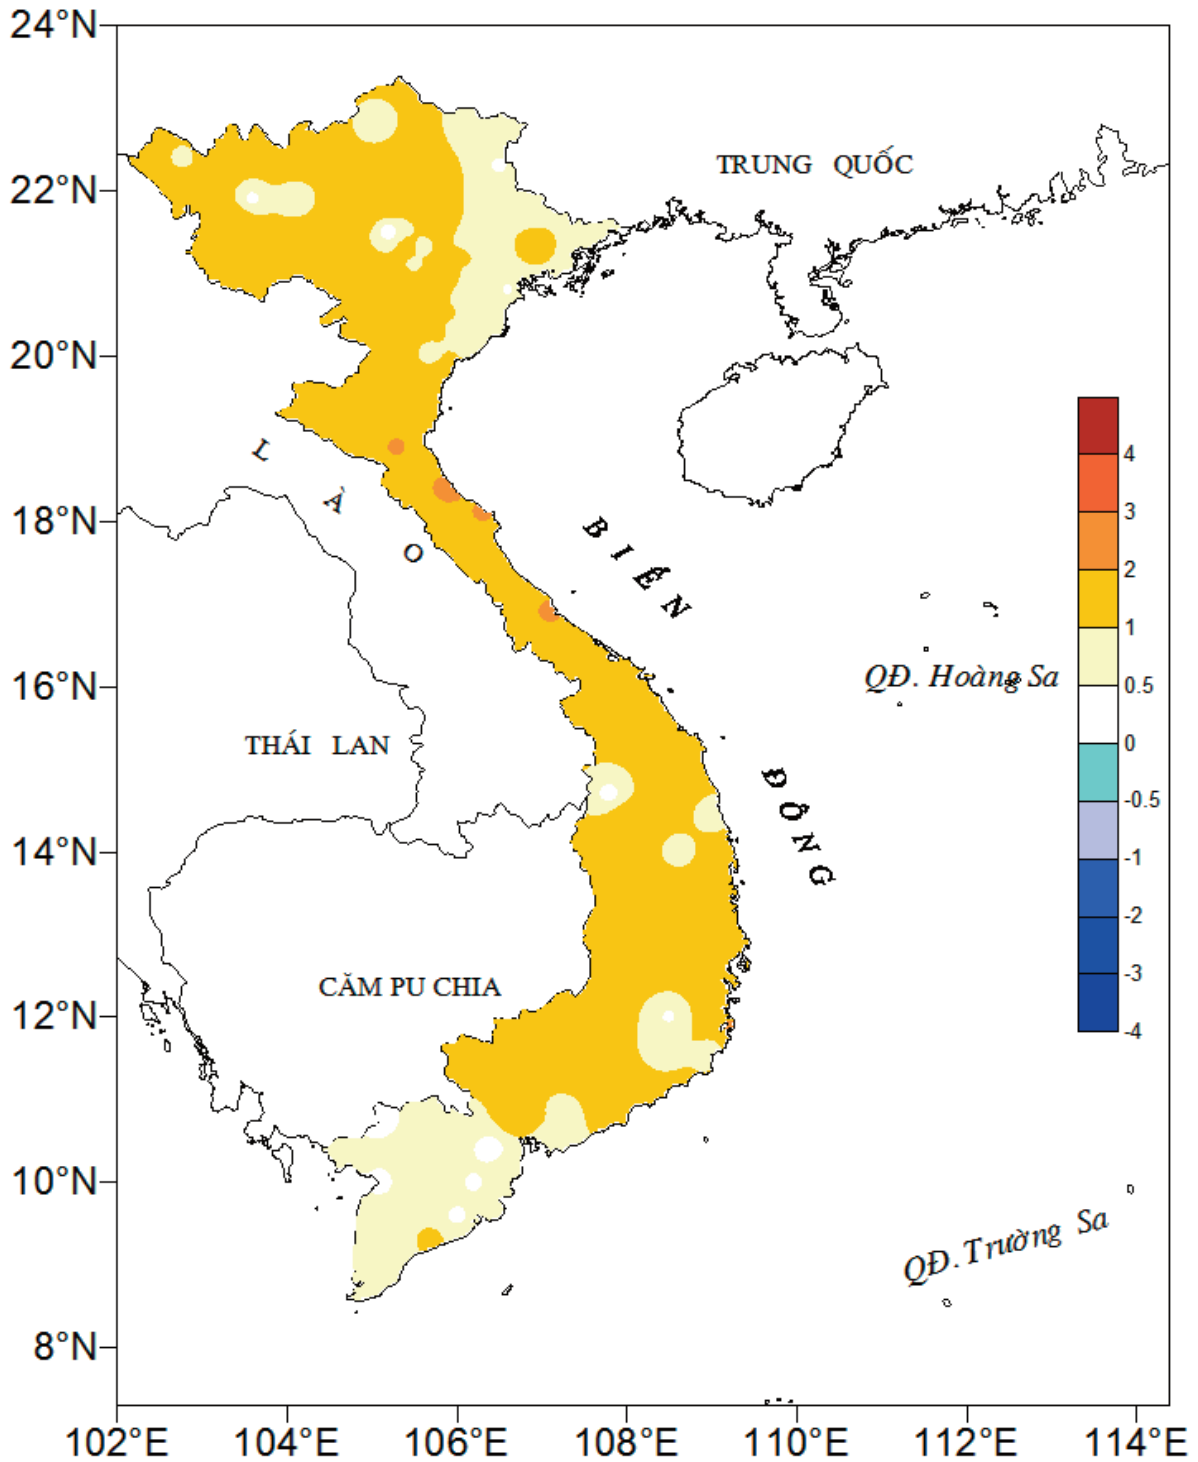 24°N
22°N
20°N
18°N
16°N
14°N
12°N
10°N
8°N
TRUNG QUỐC
L
À
O
BIỂN
ĐÔNG
QĐ. Hoàng Sa
THÁI LAN
CĂM PU CHIA
QĐ. Trường Sa
4
3
2
1
0.5
0
-0.5
-1
-2
-3
-4
102°E
104°E
106°E
108°E
110°E
112°E
114°E